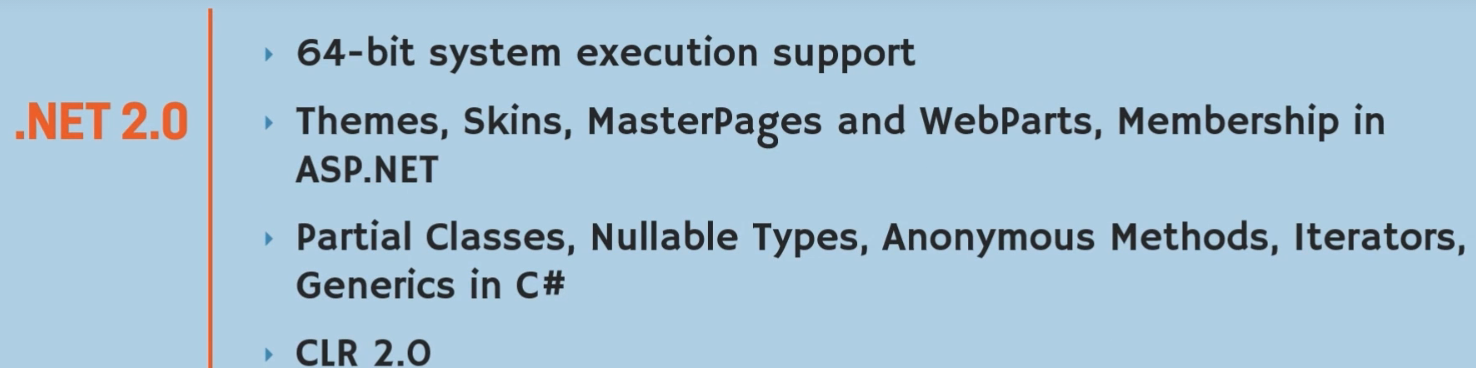 .NET 2.0
64-bit system execution support
Themes, Skins, MasterPages and WebParts, Membership in
ASP.NET
Partial Classes, Nullable Types, Anonymous Methods, Iterators,
Generics in C#
CLR 2.0